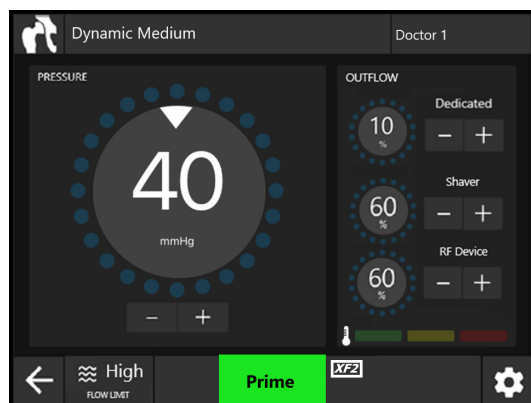 Dynamic Medium
Doctor 1
PRESSURE
40
mmHg
− +
OUTFLOW
Dedicated
10
%
− +
Shaver
60
%
− +
RF Device
60
%
− +
High
FLOW LIMIT
Prime
XF2